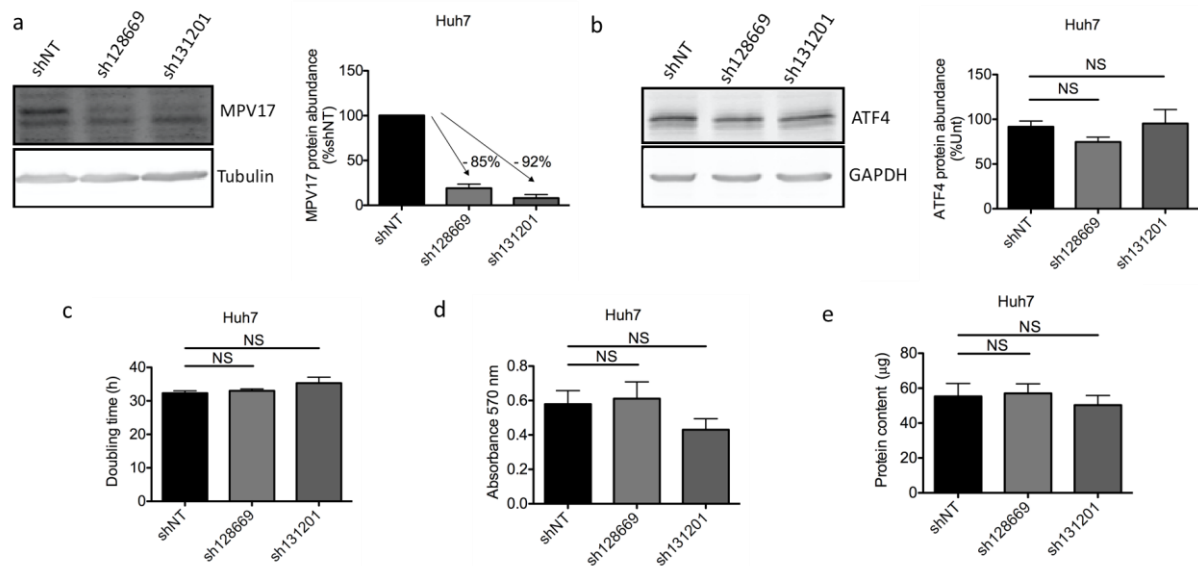 a
shNT
sh128669
sh131201
MPV17
Tubulin
Huh7
MPV17 protein abundance
(%shNT)
150
100
50
0
- 85%
- 92%
shNT
sh128669
sh131201
b
shNT
sh128669
sh131201
ATF4
GAPDH
Huh7
ATF4 protein abundance
(%Unt)
150
100
50
0
NS
NS
shNT
sh128669
sh131201
c
Huh7
Doubling time (h)
40
30
20
10
0
NS
NS
shNT
sh128669
sh131201
d
Huh7
Absorbance 570 nm
0.8
0.6
0.4
0.2
0.0
NS
NS
shNT
sh128669
sh131201
e
Huh7
Protein content (µg)
80
60
40
20
0
NS
NS
shNT
sh128669
sh131201